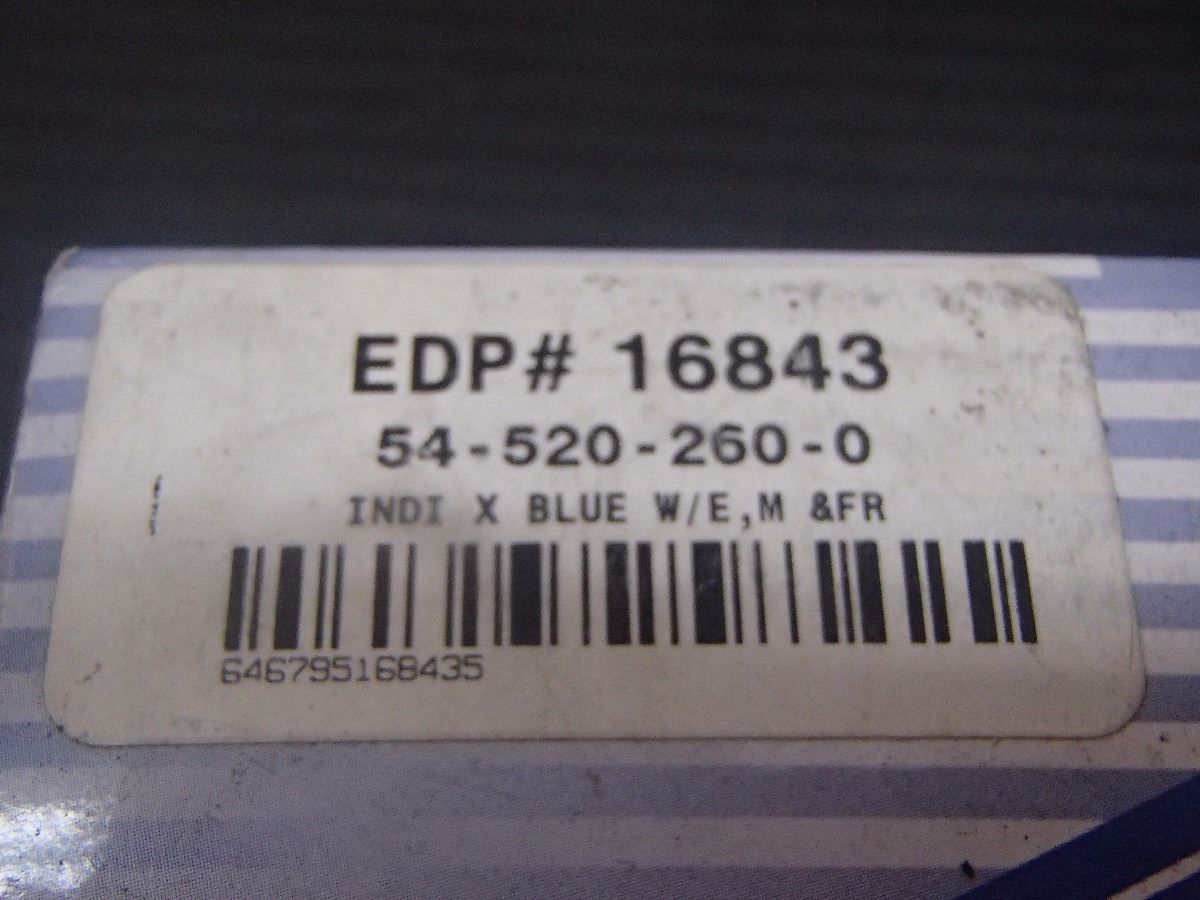 EDP# 16843
54-520-260-0
INDI X BLUE W/E,M &FR
646795168435